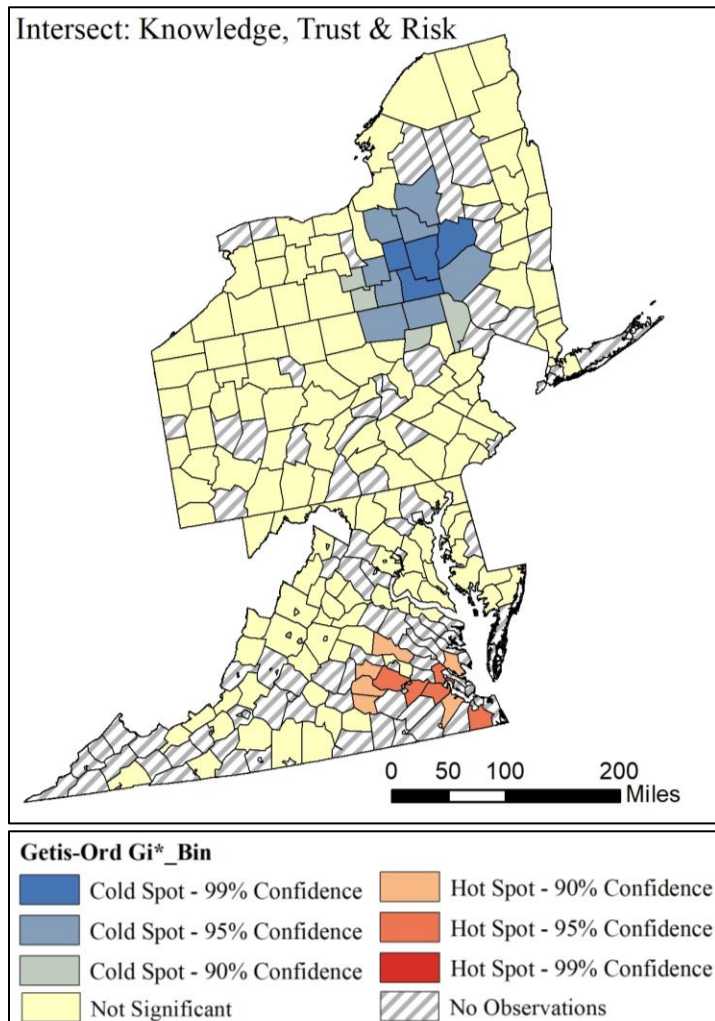 Intersect: Knowledge, Trust & Risk
0 50 100 200
Miles
Getis-Ord Gi*_Bin
Cold Spot - 99% Confidence
Cold Spot - 95% Confidence
Cold Spot - 90% Confidence
Not Significant
Hot Spot - 90% Confidence
Hot Spot - 95% Confidence
Hot Spot - 99% Confidence
No Observations